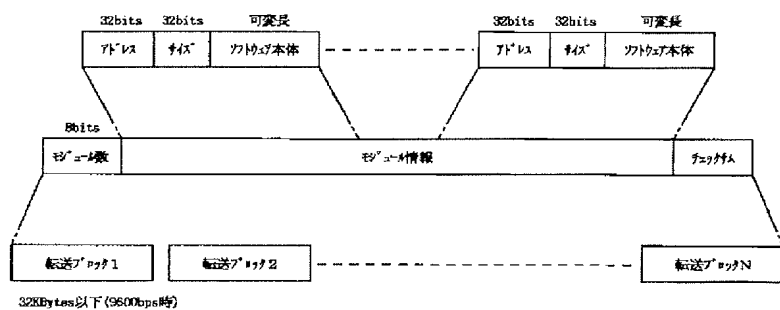 32bits 32bits 可変長
32bits 32bits 可変長
アドレス サイズ ソフトウェア本体
アドレス サイズ ソフトウェア本体
8bits
モジュール数 モジュール情報 チェックサム
転送ブロック1 転送ブロック2 転送ブロックN
32KBytes以下(9600bps時)